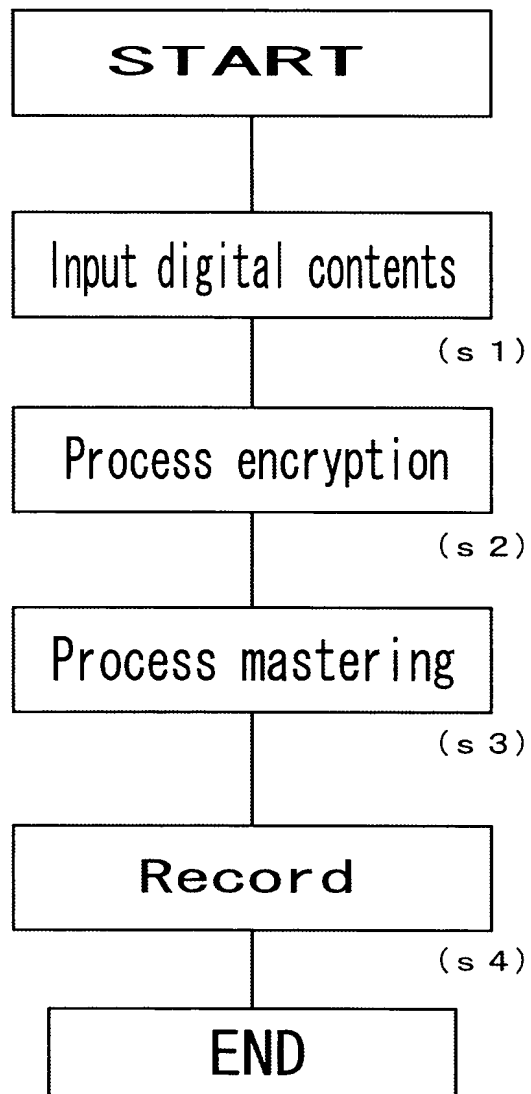 START
Input digital contents
(s 1)
Process encryption
(s 2)
Process mastering
(s 3)
Record
(s 4)
END